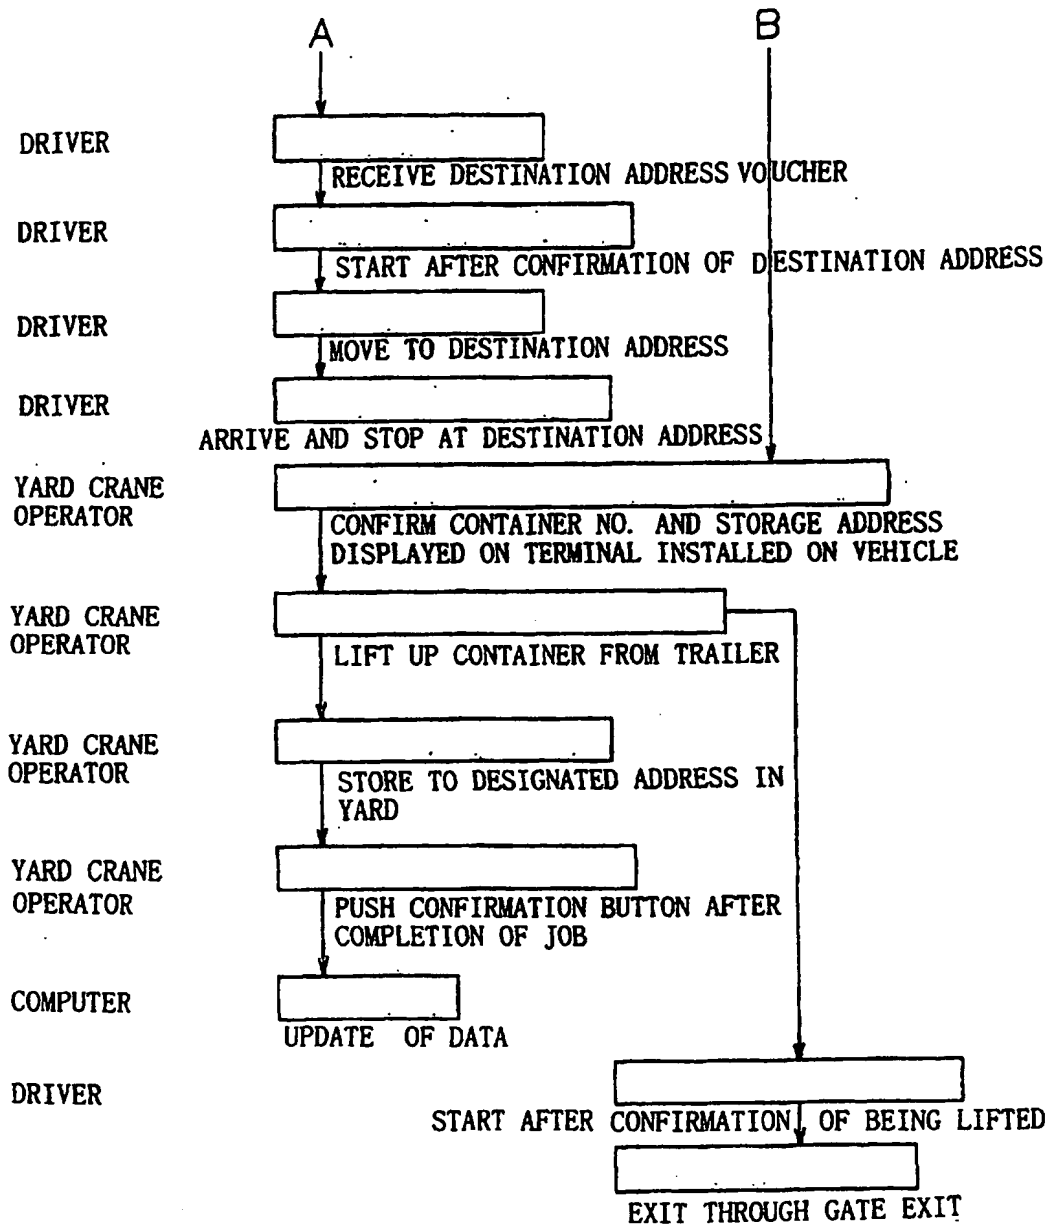 A
B
DRIVER
RECEIVE DESTINATION ADDRESS VOUCHER
DRIVER
START AFTER CONFIRMATION OF DESTINATION ADDRESS
DRIVER
MOVE TO DESTINATION ADDRESS
DRIVER
ARRIVE AND STOP AT DESTINATION ADDRESS
YARD CRANE
OPERATOR
CONFIRM CONTAINER NO. AND STORAGE ADDRESS
DISPLAYED ON TERMINAL INSTALLED ON VEHICLE
YARD CRANE
OPERATOR
LIFT UP CONTAINER FROM TRAILER
YARD CRANE
OPERATOR
STORE TO DESIGNATED ADDRESS IN
YARD
YARD CRANE
OPERATOR
PUSH CONFIRMATION BUTTON AFTER
COMPLETION OF JOB
COMPUTER
UPDATE OF DATA
DRIVER
START AFTER CONFIRMATION OF BEING LIFTED
EXIT THROUGH GATE EXIT